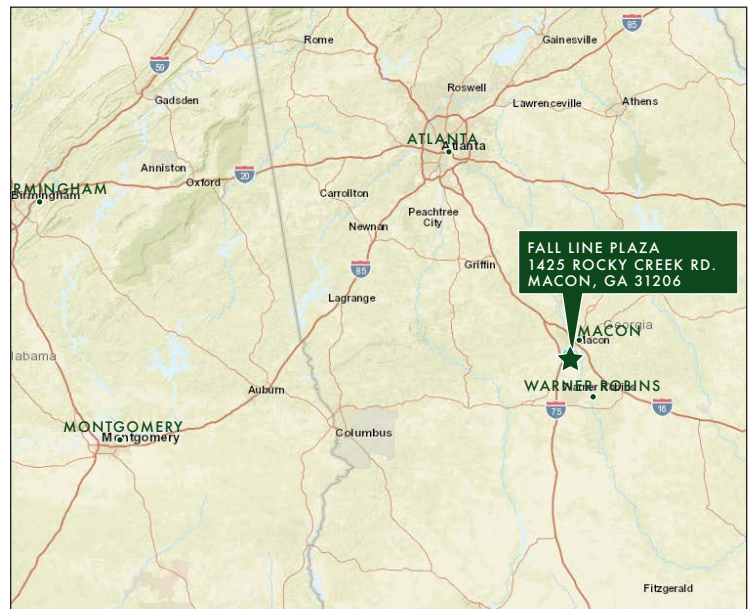 85
Rome
Gainesville
59
Roswell
Gadsden
Lawrenceville
Athens
ATLANTA
Atlanta
Anniston
20
Oxford
RMINGHAM
Birmingham
Carrollton
Peachtree
City
Newnan
FALL LINE PLAZA
1425 ROCKY CREEK RD.
MACON, GA 31206
85
Griffin
Lagrange
Georgia
MACON
Macon
labama
WARNER ROBINS
Warner Robins
Auburn
75
16
MONTGOMERY
Montgomery
Columbus
Fitzgerald